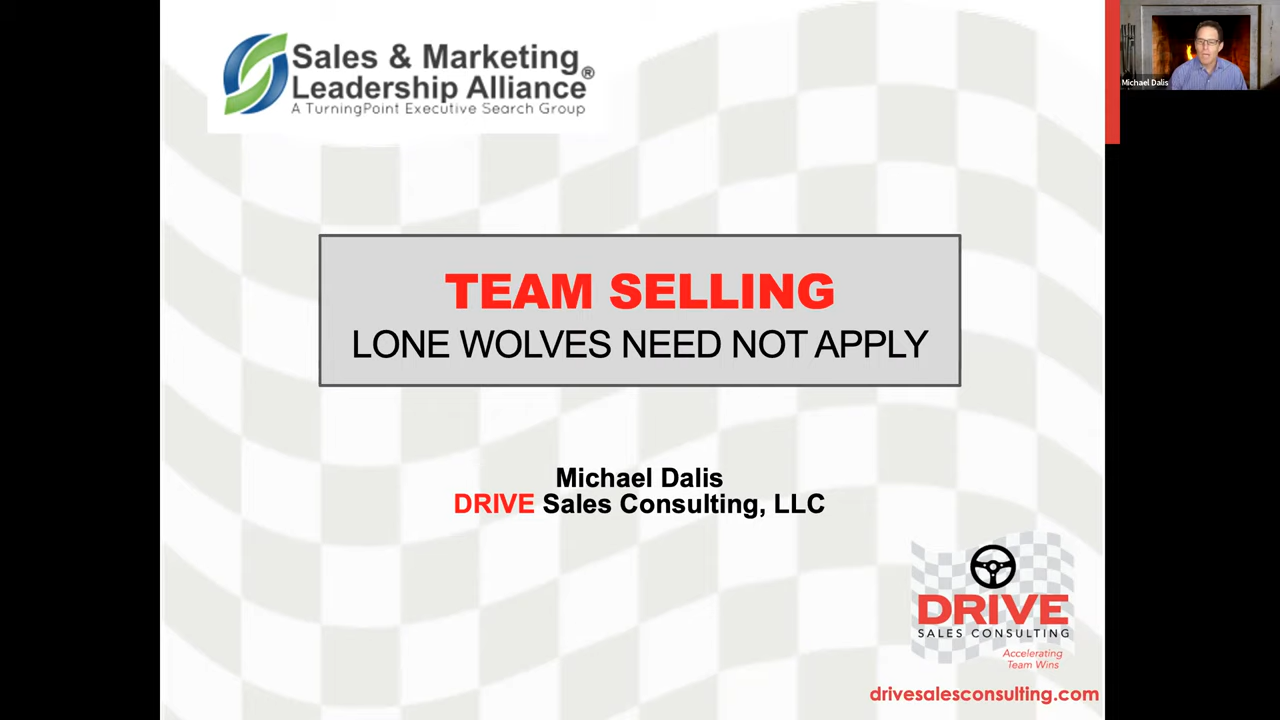 Sales & Marketing
Leadership Alliance®
A TurningPoint Executive Search Group
Michael Dalis
TEAM SELLING
LONE WOLVES NEED NOT APPLY
Michael Dalis
DRIVE Sales Consulting, LLC
DRIVE
SALES CONSULTING
Accelerating
Team Wins
drivesalesconsulting.com